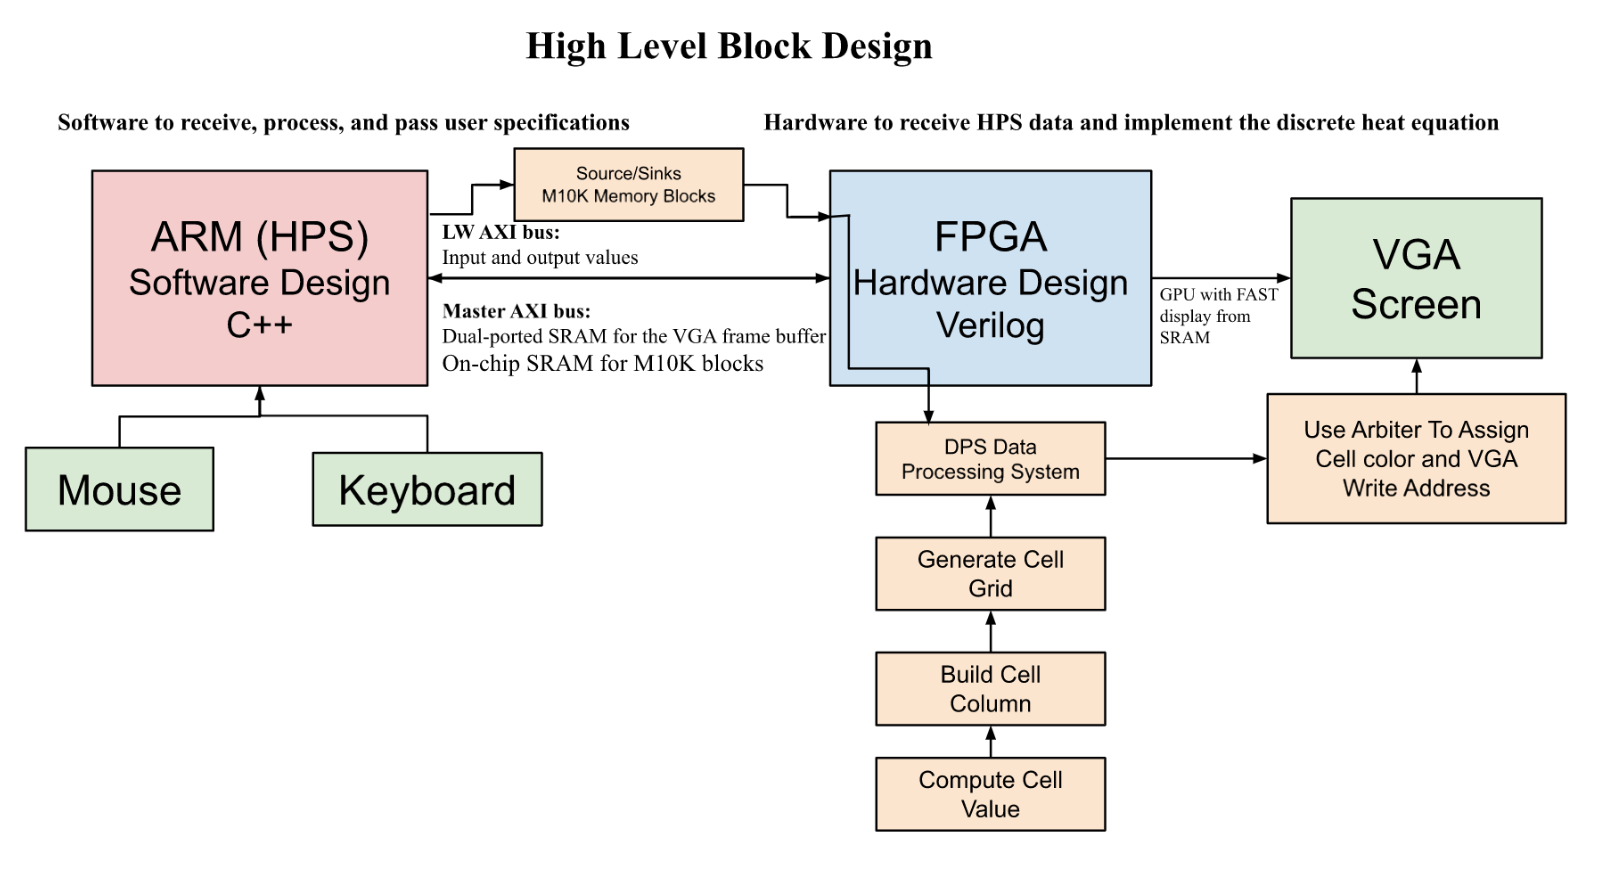 High Level Block Design
Software to receive, process, and pass user specifications
Hardware to receive HPS data and implement the discrete heat equation
Source/Sinks
M10K Memory Blocks
ARM (HPS)
Software Design
C++
LW AXI bus:
Input and output values
Master AXI bus:
Dual-ported SRAM for the VGA frame buffer
On-chip SRAM for M10K blocks
FPGA
Hardware Design
Verilog
GPU with FAST
display from
SRAM
VGA
Screen
Mouse
Keyboard
DPS Data
Processing System
Use Arbiter To Assign
Cell color and VGA
Write Address
Generate Cell
Grid
Build Cell
Column
Compute Cell
Value